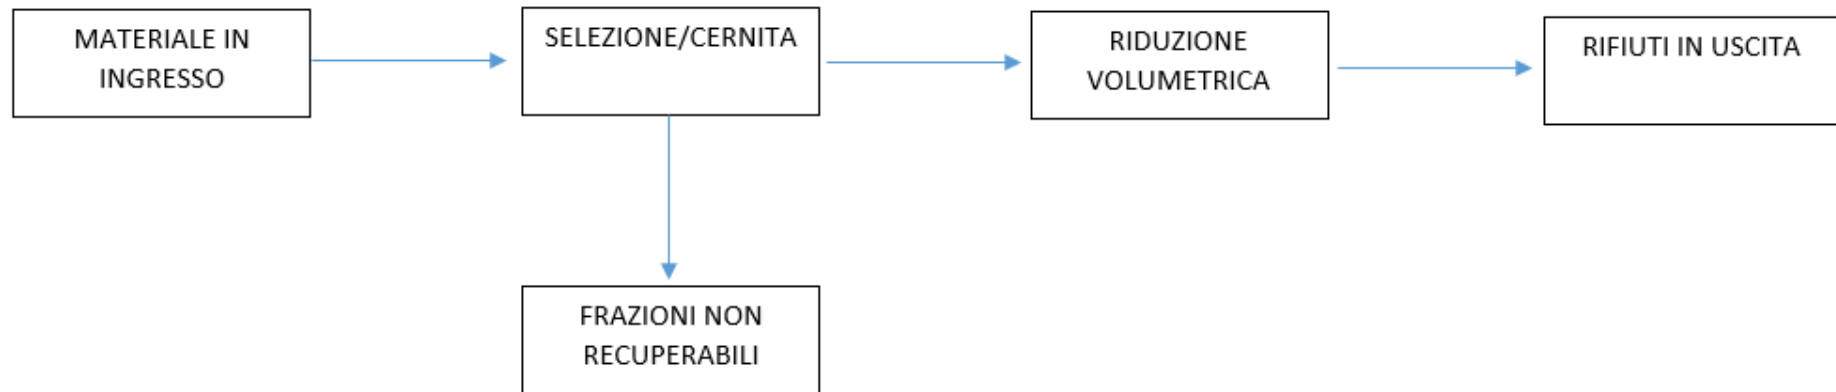 MATERIALE IN
INGRESSO
SELEZIONE/CERNITA
RIDUZIONE
VOLUMETRICA
RIFIUTI IN USCITA
FRAZIONI NON
RECUPERABILI